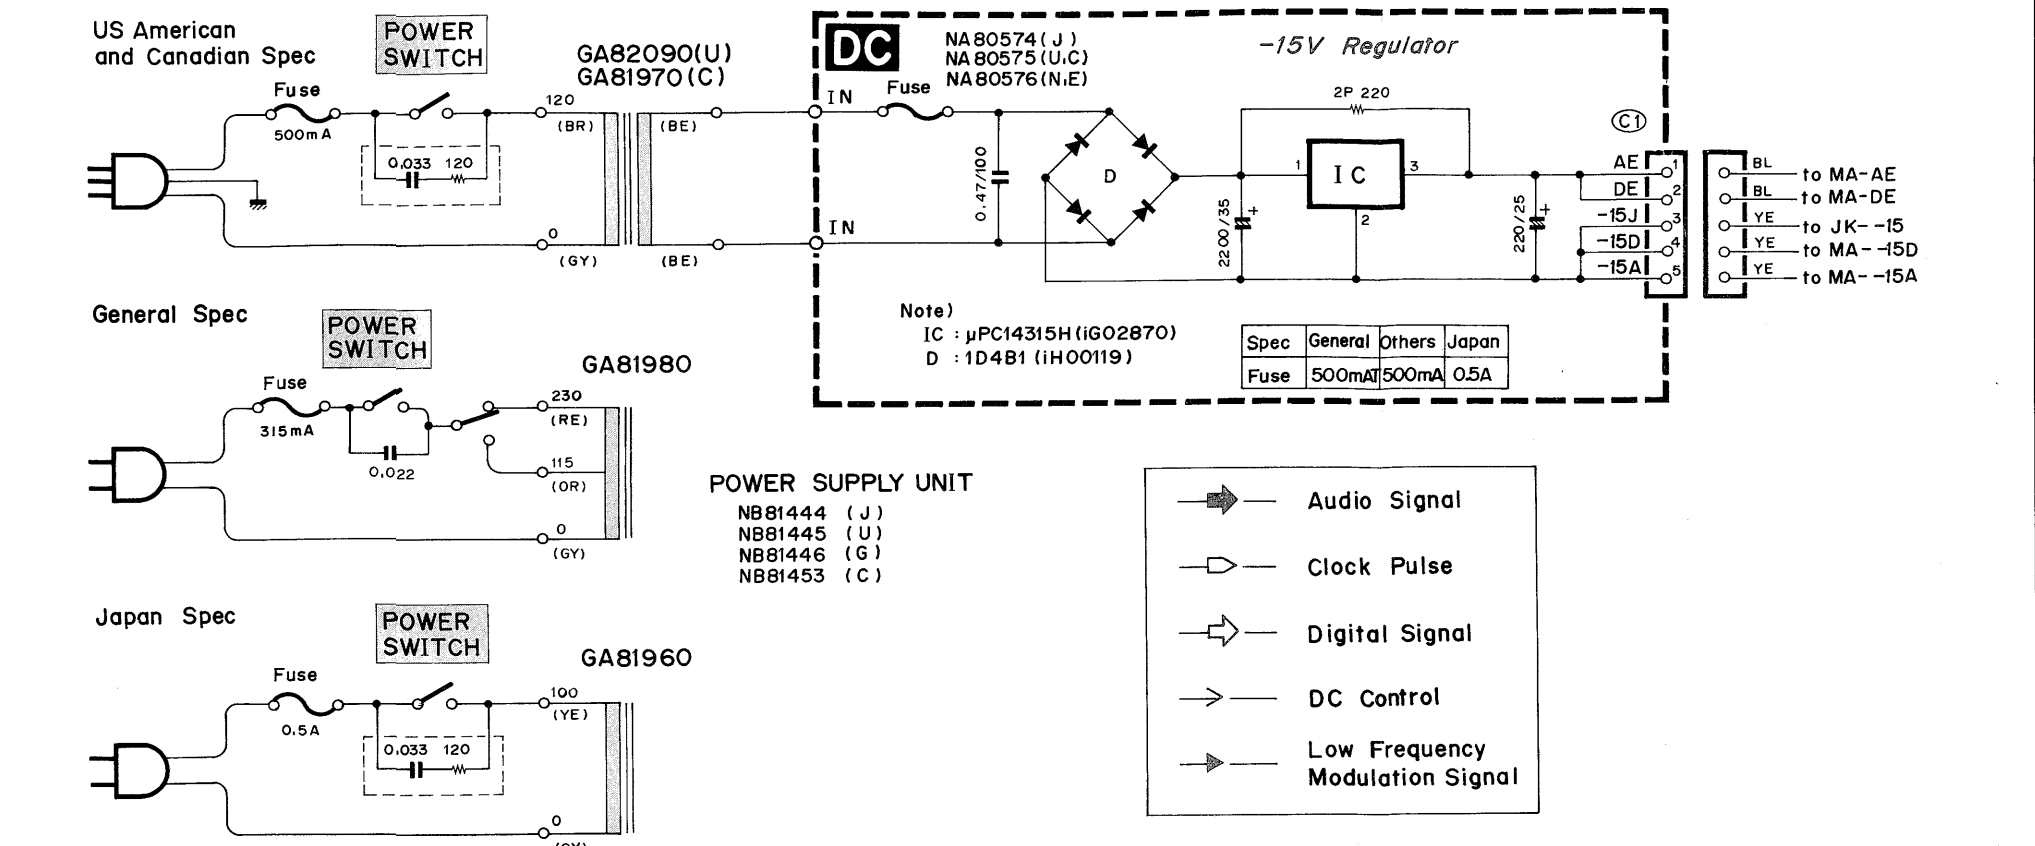 US American
and Canadian Spec
POWER
SWITCH
Fuse
500mA
0.033 120
GA82090(U)
GA81970(C)
120
(BR)
0
(GY)
(BE)
(BE)
DC
NA80574(J)
NA80575(U,C)
NA80576(N,E)
-15V Regulator
IN
Fuse
IN
0.47/100
D
2P 220
1
IC
3
2
2200/35
+
220/25
+
C1
AE 1
DE 2
-15J 3
-15D 4
-15A 5
BL to MA-AE
BL to MA-DE
YE to JK--15
YE to MA--15D
YE to MA--15A
Note)
IC : μPC14315H (iG02870)
D : 1D4B1 (iH00119)
Spec General Others Japan
Fuse 500mAT 500mA 0.5A
General Spec
POWER
SWITCH
Fuse
315mA
0.022
GA81980
230
(RE)
115
(OR)
0
(GY)
POWER SUPPLY UNIT
NB81444 (J)
NB81445 (U)
NB81446 (G)
NB81453 (C)
Audio Signal
Clock Pulse
Digital Signal
DC Control
Low Frequency
Modulation Signal
Japan Spec
POWER
SWITCH
Fuse
0.5A
0.033 120
GA81960
100
(YE)
0